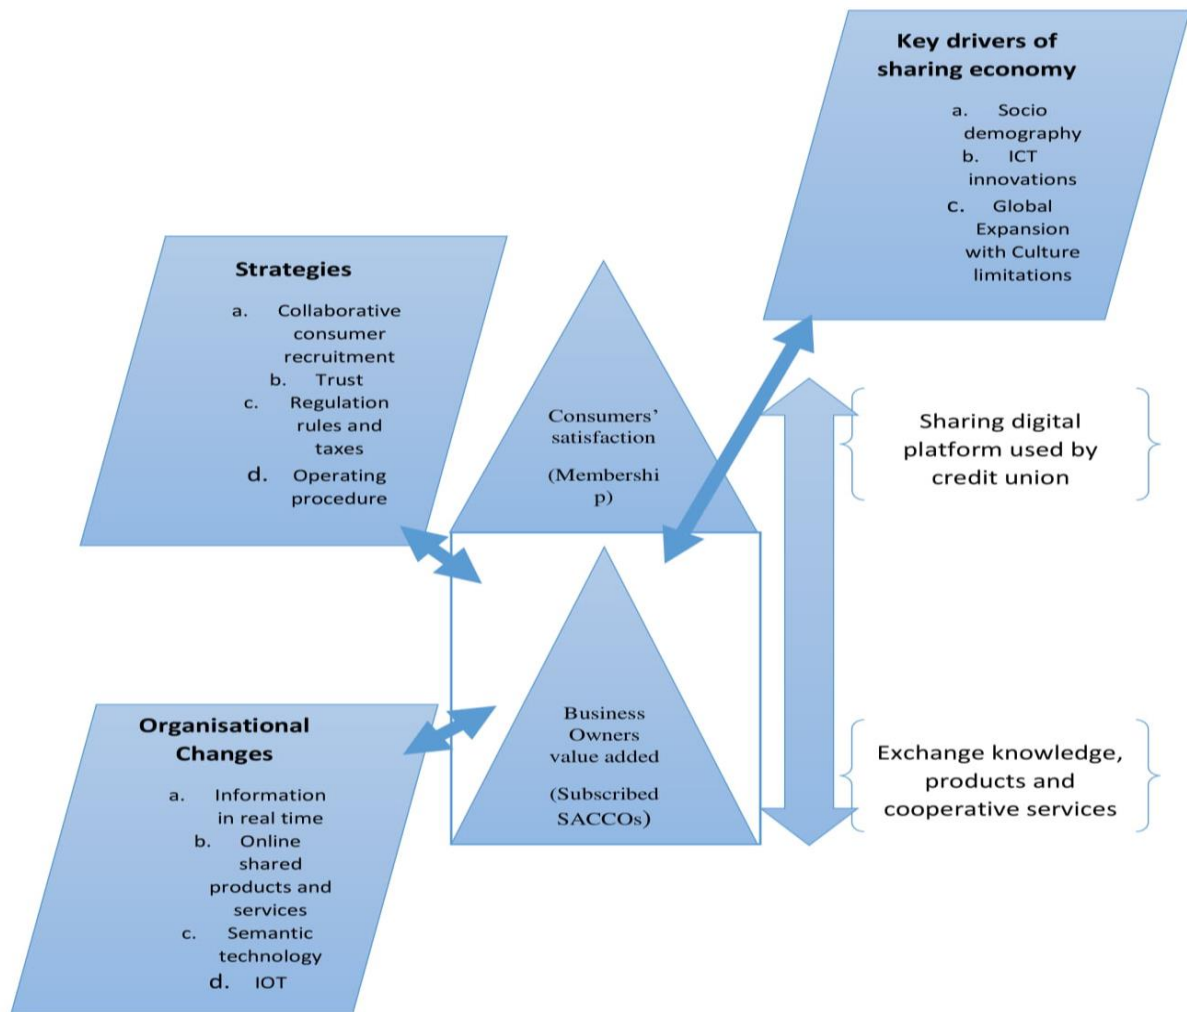 Key drivers of
sharing economy
a. Socio
demography
b. ICT
innovations
c. Global
Expansion
with Culture
limitations
Strategies
a. Collaborative
consumer
recruitment
b. Trust
c. Regulation
rules and
taxes
d. Operating
procedure
Consumers’
satisfaction
(Membershi
p)
Sharing digital
platform used by
credit union
Organisational
Changes
a. Information
in real time
b. Online
shared
products and
services
c. Semantic
technology
d. IOT
Business
Owners
value added
(Subscribed
SACCOs)
Exchange knowledge,
products and
cooperative services